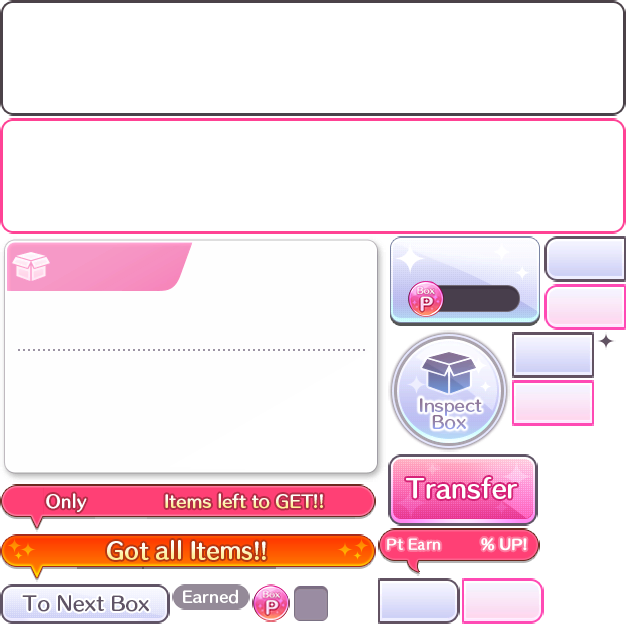 Box
P
Inspect
Box
Transfer
Only Items left to GET!!
Pt Earn % UP!
Got all Items!!
To Next Box
Earned
Box
P